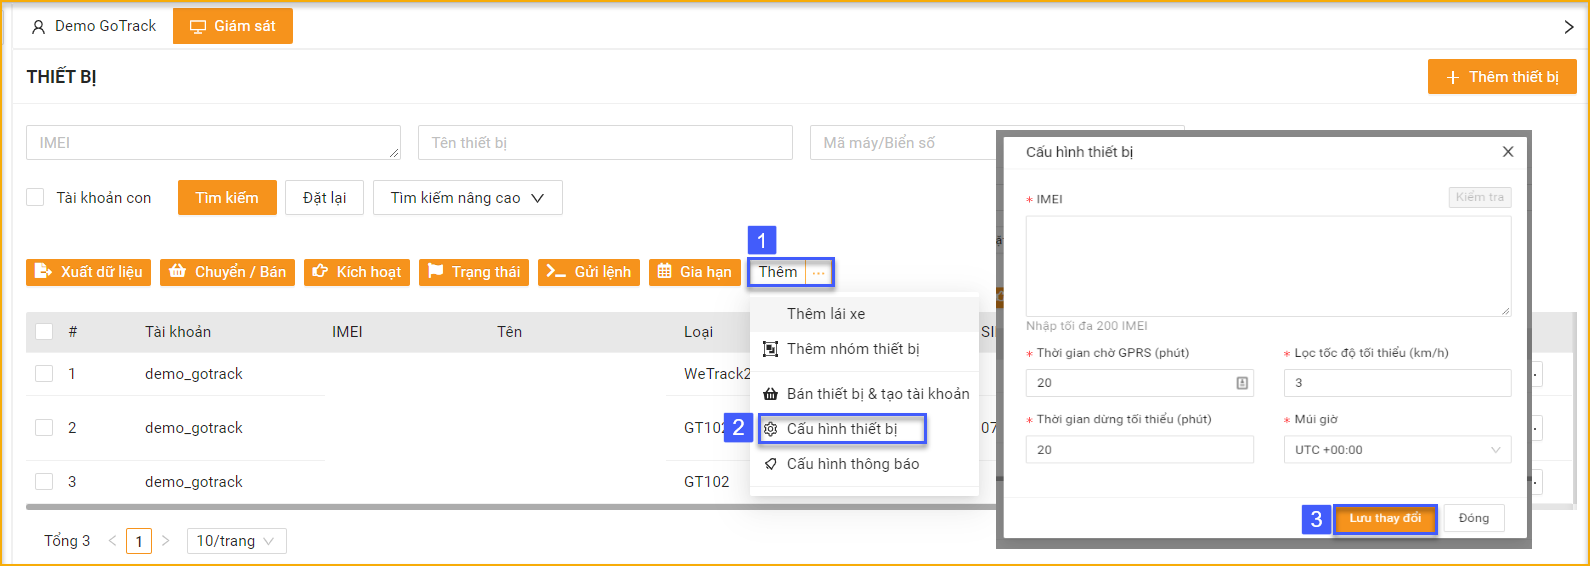 Demo GoTrack
Giám sát
THIẾT BỊ
Thêm thiết bị
IMEI
Tên thiết bị
Mã máy/Biển số
Tài khoản con
Tìm kiếm
Đặt lại
Tìm kiếm nâng cao
1
Xuất dữ liệu
Chuyển / Bán
Kích hoạt
Trạng thái
Gửi lệnh
Gia hạn
Thêm
...
Thêm lái xe
Thêm nhóm thiết bị
Bán thiết bị & tạo tài khoản
2
Cấu hình thiết bị
Cấu hình thông báo
# Tài khoản IMEI Tên Loại SI
1 demo_gotrack WeTrack2
2 demo_gotrack GT102 07
3 demo_gotrack GT102
Tổng 3 < 1 > 10/trang
Cấu hình thiết bị
* IMEI
Kiểm tra
Nhập tối đa 200 IMEI
* Thời gian chờ GPRS (phút)
20
* Lọc tốc độ tối thiểu (km/h)
3
* Thời gian dừng tối thiểu (phút)
20
* Múi giờ
UTC +00:00
3
Lưu thay đổi
Đóng